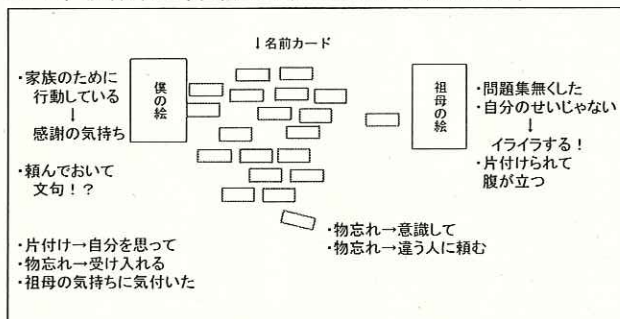 ↓名前カード
・家族のために
行動している
↓
感謝の気持ち
・頼んでおいて
文句！？
僕の絵
祖母の絵
・問題集無くした
・自分のせいじゃない
↓
イライラする！
・片付けられて
腹が立つ
・物忘れ→意識して
・物忘れ→違う人に頼む
・片付け→自分を思って
・物忘れ→受け入れる
・祖母の気持ちに気付いた